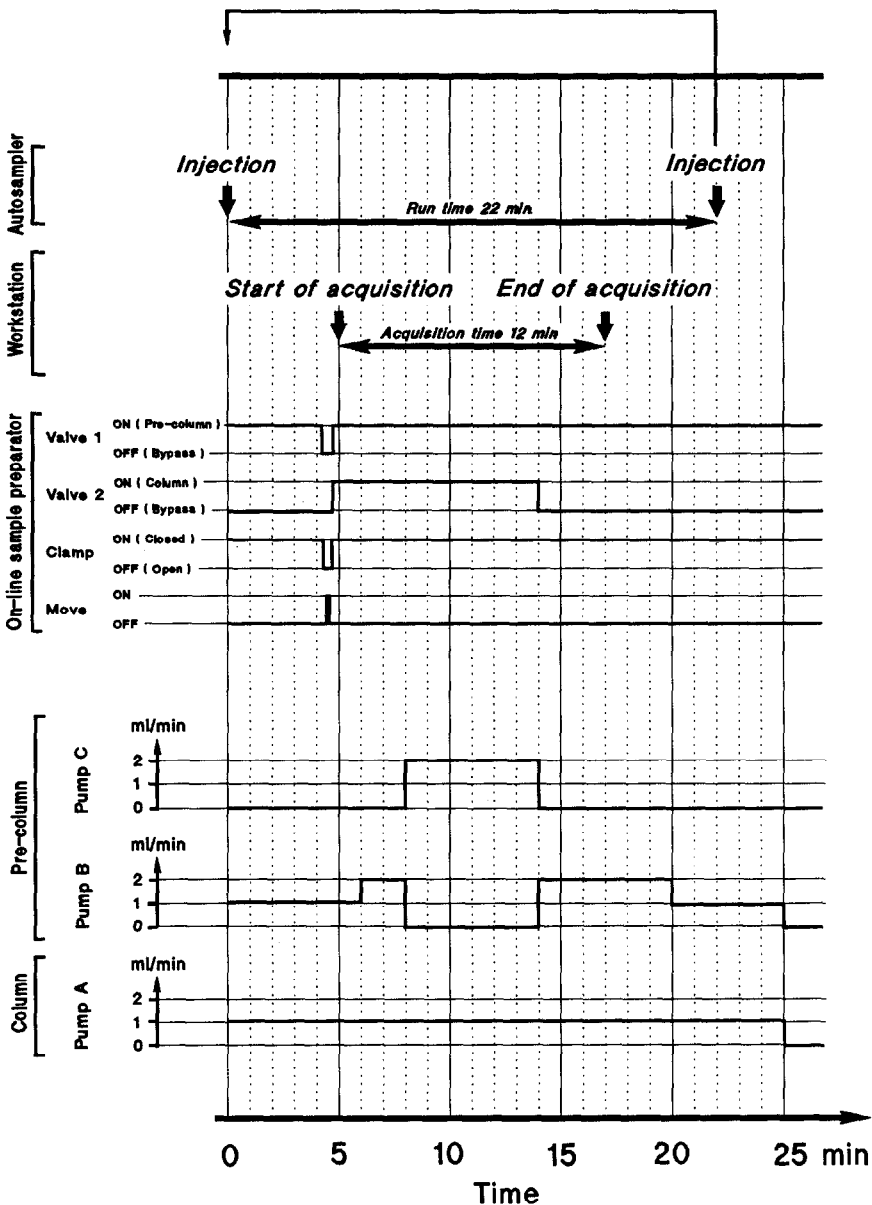 Autosampler
Injection
Injection
Run time 22 min
Workstation
Start of acquisition
End of acquisition
Acquisition time 12 min
On-line sample preparator
Valve 1
ON ( Pre-column )
OFF ( Bypass )
Valve 2
ON ( Column )
OFF ( Bypass )
Clamp
ON ( Closed )
OFF ( Open )
Move
ON
OFF
Pre-column
Pump C
ml/min
2
1
0
Pump B
ml/min
2
1
0
Column
Pump A
ml/min
2
1
0
0 5 10 15 20 25 min
Time